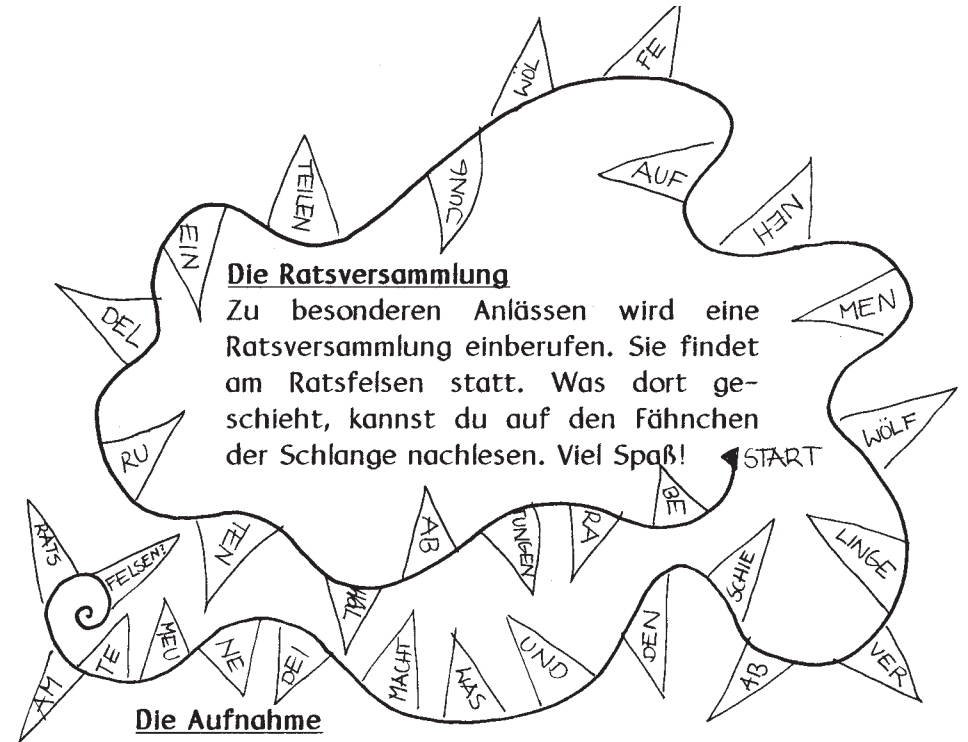 Die Ratsversammlung
Zu besonderen Anlässen wird eine
Ratsversammlung einberufen. Sie findet
am Ratsfelsen statt. Was dort ge-
schieht, kannst du auf den Fähnchen
der Schlange nachlesen. Viel Spaß!
START
BE
RA
TUNGEN
AB
HAL
TEN
RU
DEL
EIN
TEILEN
JUNG
WÖL
FE
AUF
NEH
MEN
WÖLF
LINGE
VER
AB
SCHIE
DEN
UND
WAS
MACHT
DEI
NE
MEU
TE
AM
RATS
FELSEN?
Die Aufnahme